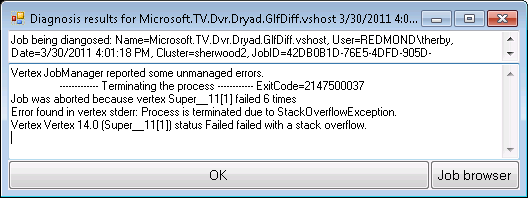 Diagnosis results for Microsoft.TV.Dvr.Dryad.GlfDiff.vshost 3/30/2011 4:0...
Job being diangosed: Name=Microsoft.TV.Dvr.Dryad.GlfDiff.vshost, User=REDMOND\therby,
Date=3/30/2011 4:01:18 PM, Cluster=sherwood2, JobID=42DB0B1D-76E5-4DFD-905D-
Vertex JobManager reported some unmanaged errors.
------------ Terminating the process ------------ ExitCode=2147500037
Job was aborted because vertex Super__11[1] failed 6 times
Error found in vertex stderr: Process is terminated due to StackOverflowException.
Vertex Vertex 14.0 (Super__11[1]) status Failed failed with a stack overflow.
OK Job browser